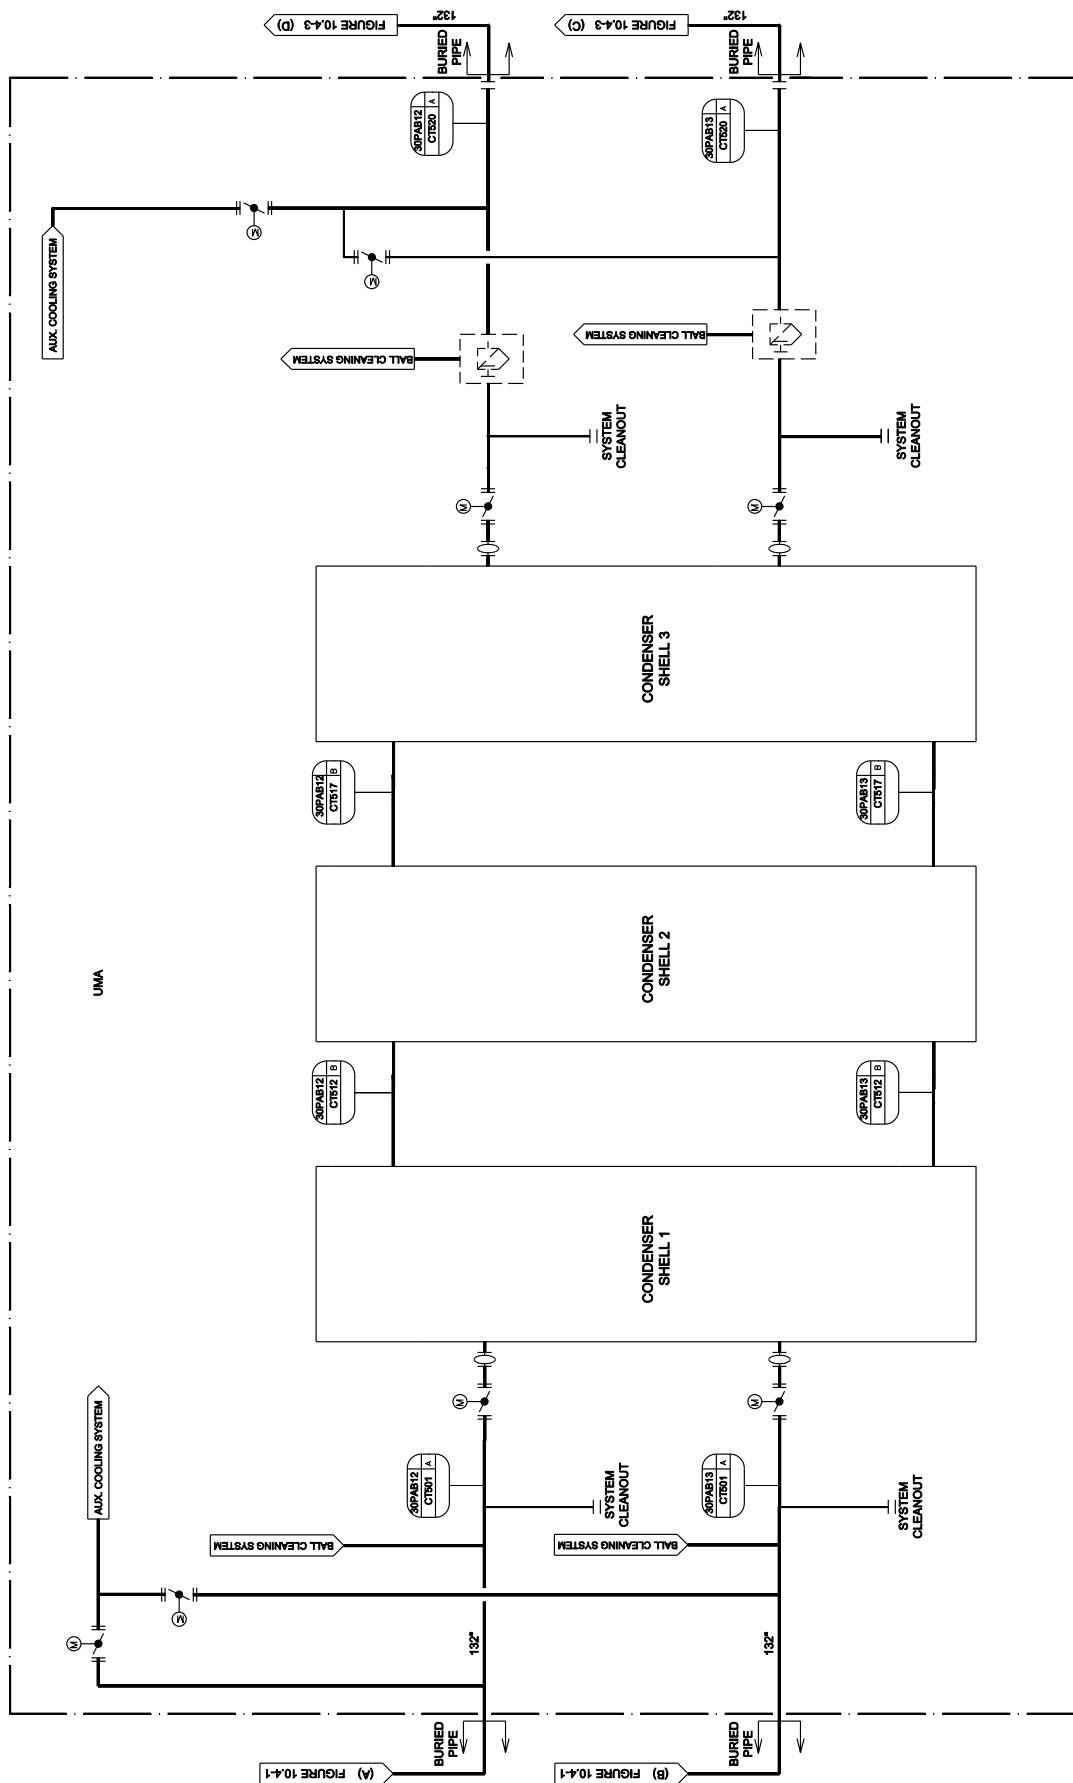 FIGURE 10.4-3 (D)
132"
BURIED
PIPE
FIGURE 10.4-3 (C)
132"
BURIED
PIPE
30PAB12 A
CT520
30PAB13 A
CT520
AUX. COOLING SYSTEM
M
M
BALL CLEANING SYSTEM
BALL CLEANING SYSTEM
SYSTEM
CLEANOUT
SYSTEM
CLEANOUT
M
M
CONDENSER
SHELL 3
30PAB12 B
CT517
30PAB13 B
CT517
UMA
CONDENSER
SHELL 2
30PAB12 B
CT512
30PAB13 B
CT512
CONDENSER
SHELL 1
AUX. COOLING SYSTEM
M
M
30PAB12 A
CT501
30PAB13 A
CT501
SYSTEM
CLEANOUT
SYSTEM
CLEANOUT
BALL CLEANING SYSTEM
BALL CLEANING SYSTEM
M
M
132"
132"
BURIED
PIPE
BURIED
PIPE
(A) FIGURE 10.4-1
(B) FIGURE 10.4-1